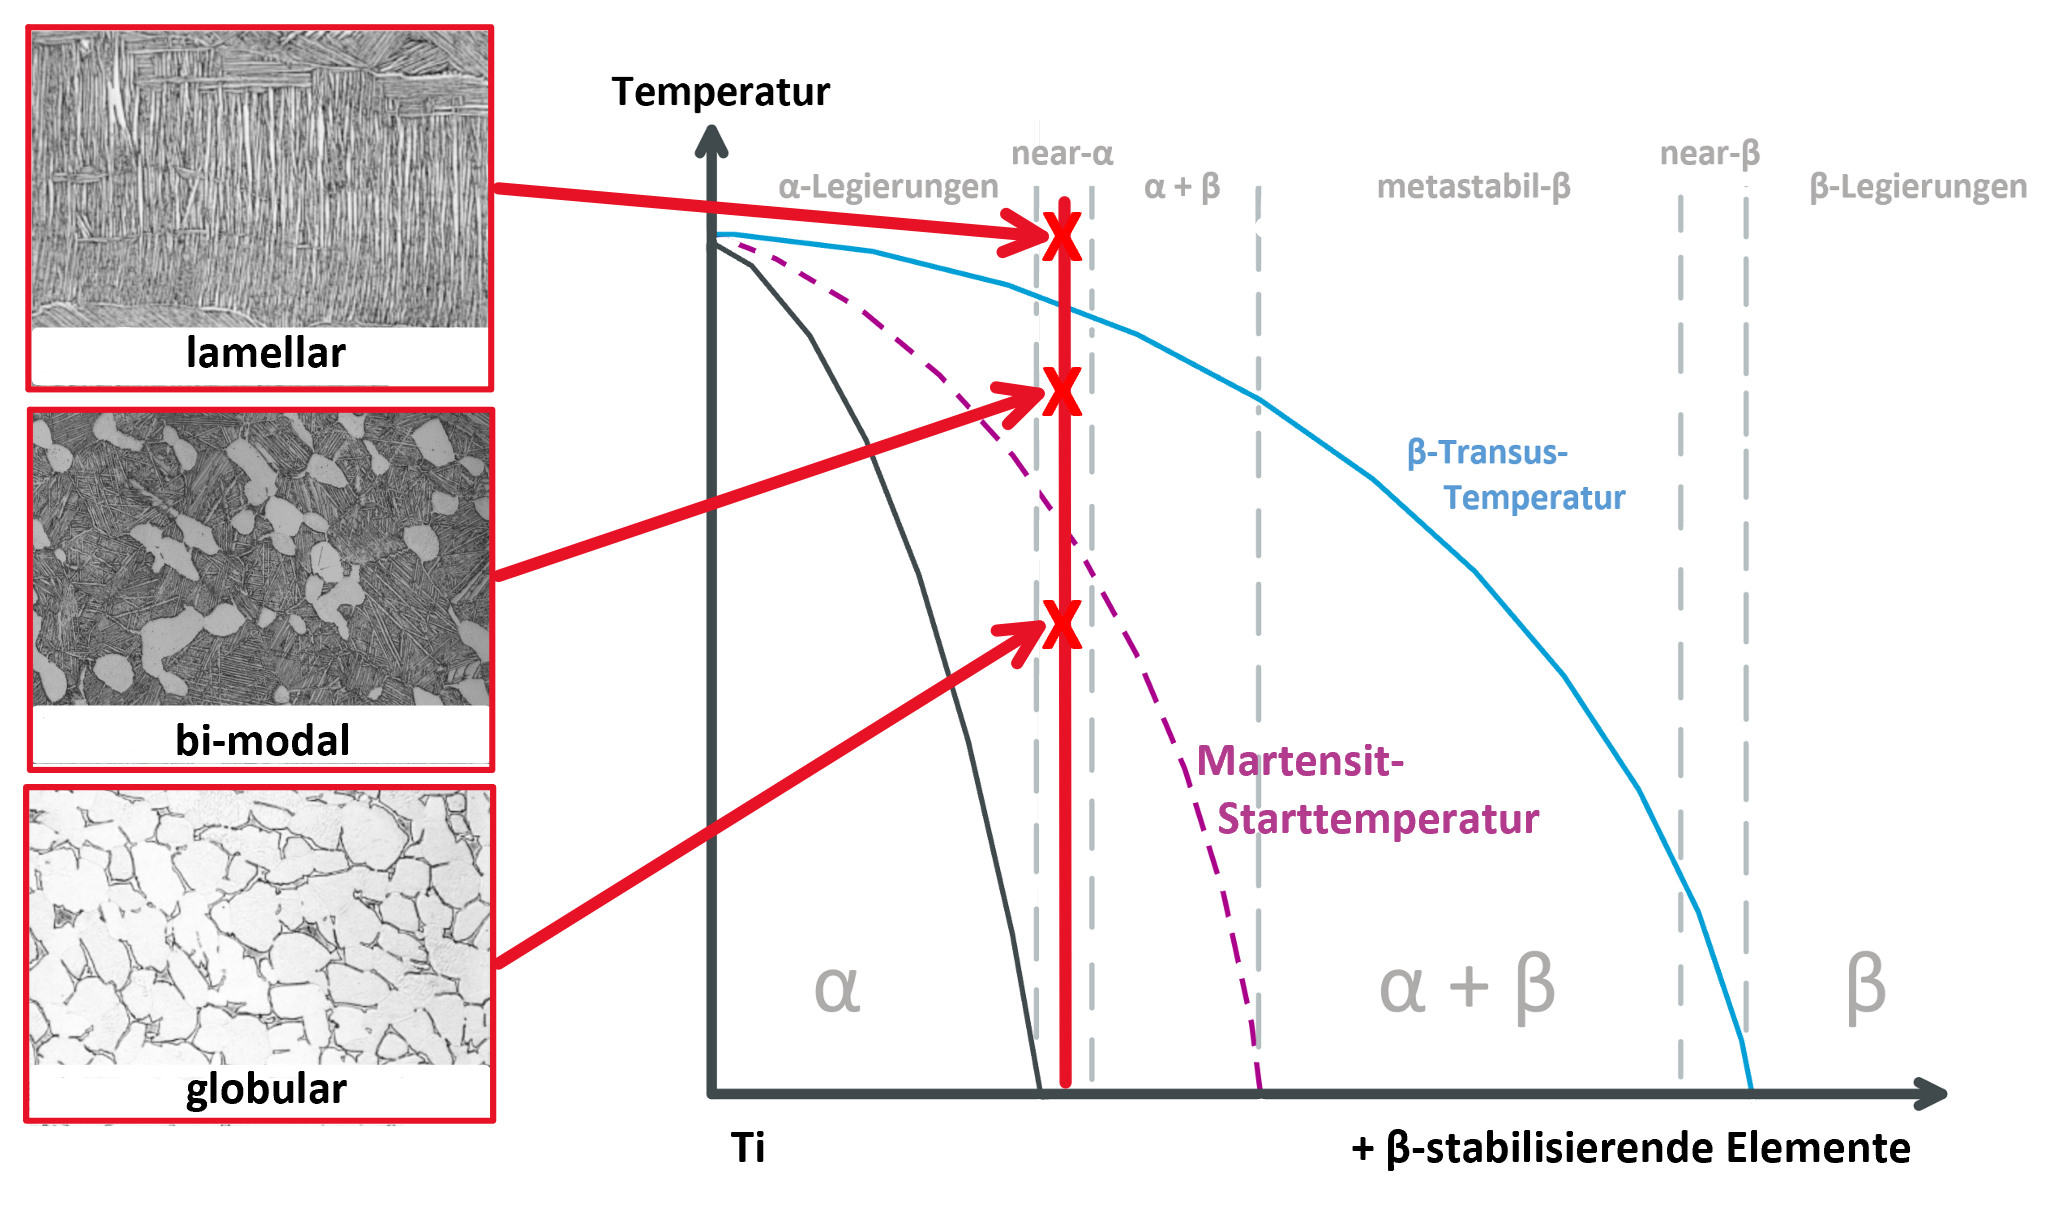 lamellar
bi-modal
globular
Temperatur
near-α
α-Legierungen
α + β
metastabil-β
near-β
β-Legierungen
β-Transus-
Temperatur
Martensit-
Starttemperatur
α
α + β
β
Ti
+ β-stabilisierende Elemente
X
X
X